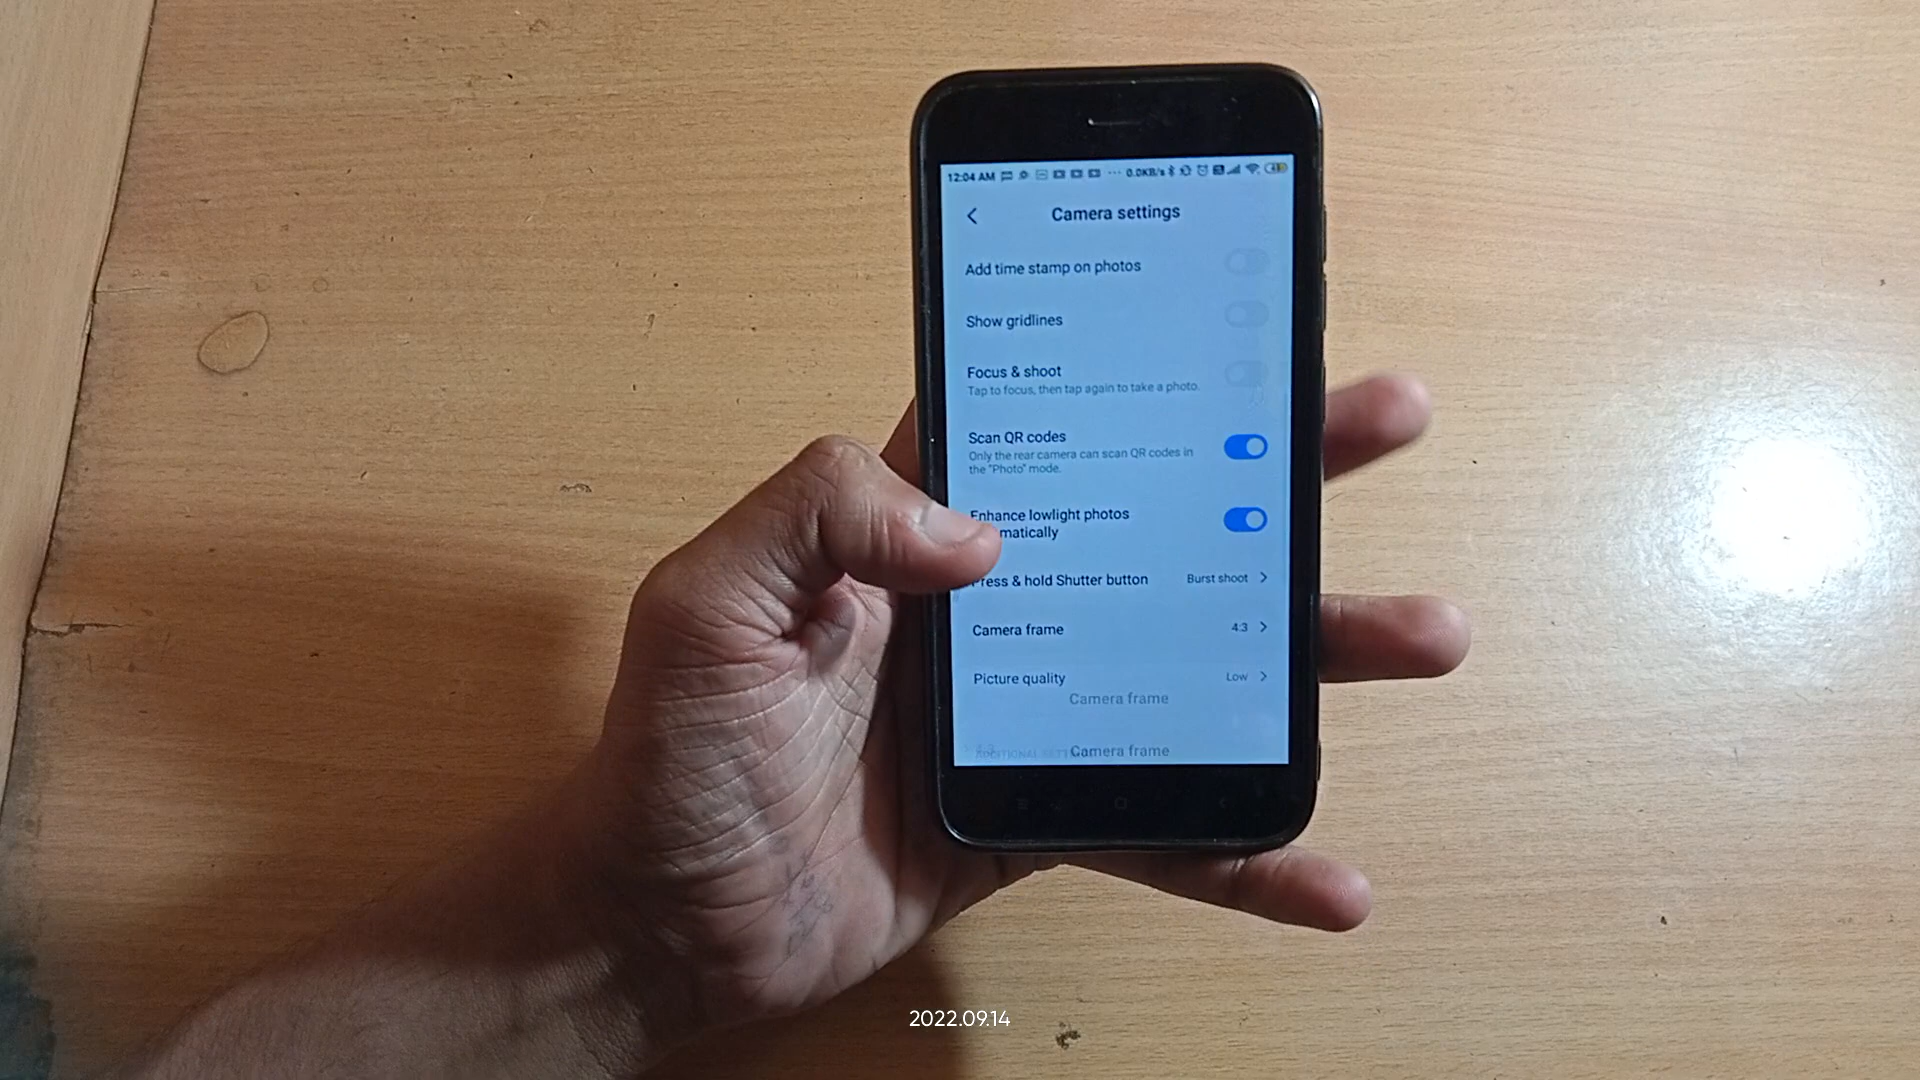 12:04 AM
0.0KB/s
Camera settings
Add time stamp on photos
Show gridlines
Focus & shoot
Tap to focus, then tap again to take a photo.
Scan QR codes
Only the rear camera can scan QR codes in
the "Photo" mode.
Enhance lowlight photos
matically
Press & hold Shutter button Burst shoot
Camera frame 4:3
Picture quality Low
Camera frame
Camera frame
2022.09.14